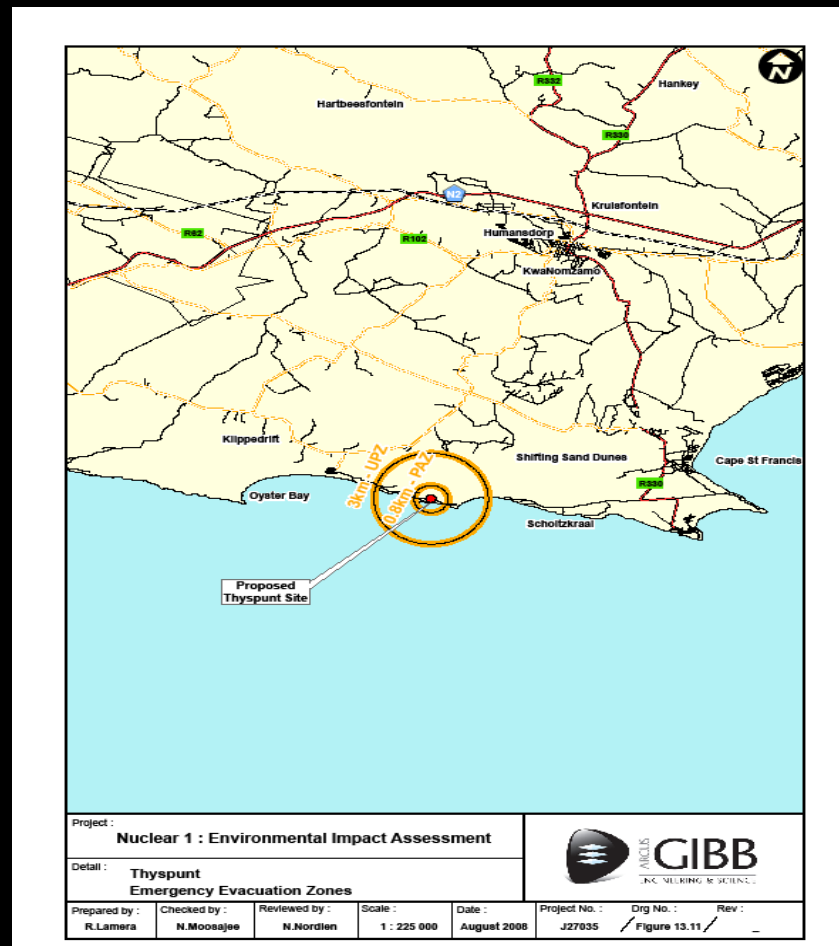 N
R332
Hankey
Hartbeesfontein
R330
N2
Kruisfontein
R62
R102
Humansdorp
KwaNomzamo
Klippedrift
3km - UPZ
0.8km - PAZ
Shifting Sand Dunes
Cape St Francis
Oyster Bay
R330
Scholtzkraal
Proposed
Thyspunt Site
Project :
Nuclear 1 : Environmental Impact Assessment
Detail :
Thyspunt
Emergency Evacuation Zones
ARCUS
GIBB
ENGINEERING & SCIENCE
Prepared by :
R.Lamera
Checked by :
N.Moosajee
Reviewed by :
N.Nordien
Scale :
1 : 225 000
Date :
August 2008
Project No. :
J27035
Drg No. :
/ Figure 13.11 /
Rev :
_